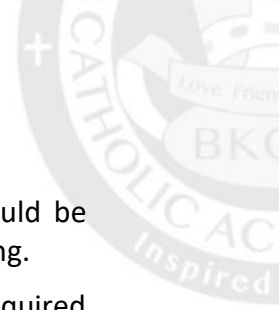 CATHOLIC AC
Love Frien
BKC
Inspired
uld be
ng.
quired